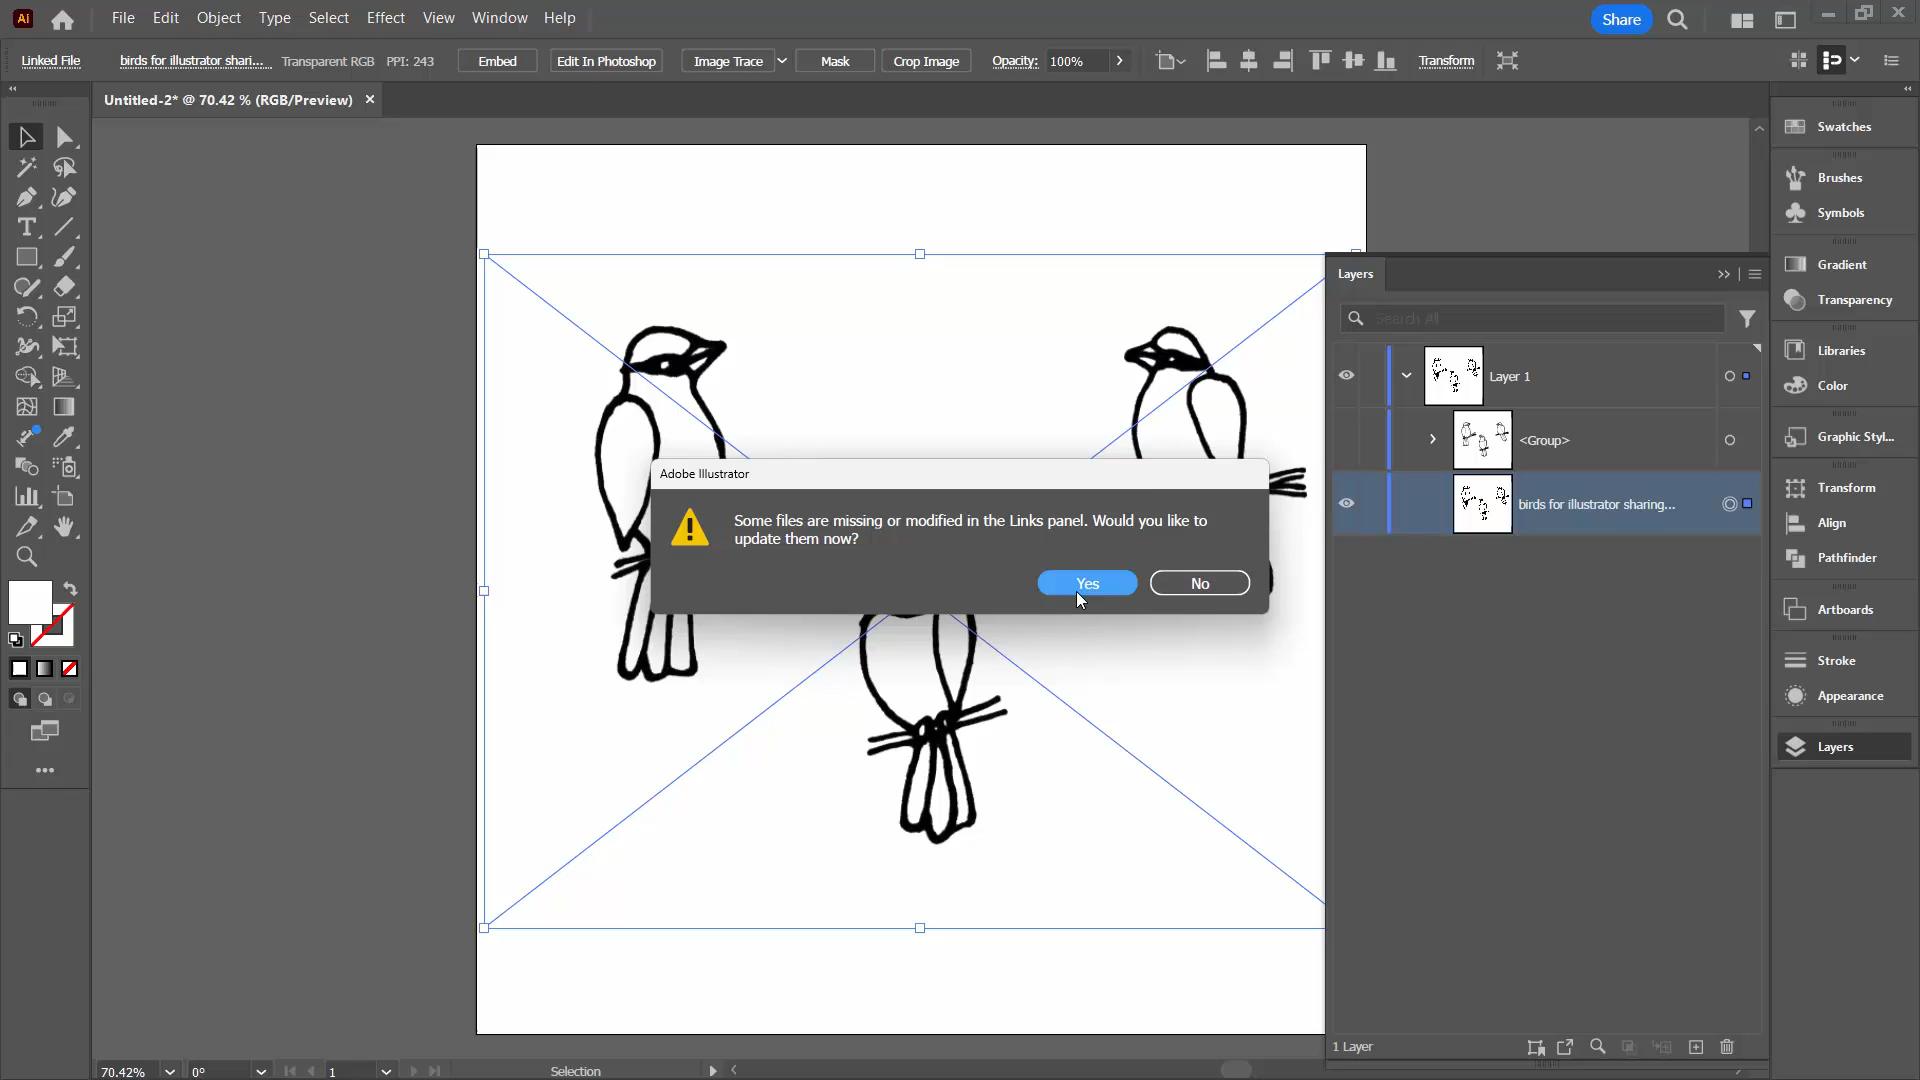 Ai
File Edit Object Type Select Effect View Window Help
Share
Linked File birds for illustrator shari... Transparent RGB PPI: 243 Embed Edit In Photoshop Image Trace Mask Crop Image Opacity: 100% Transform
Untitled-2* @ 70.42 % (RGB/Preview)
Swatches
Brushes
Symbols
Gradient
Transparency
Libraries
Color
Graphic Styl...
Transform
Align
Pathfinder
Artboards
Stroke
Appearance
Layers
Layers
Search All
Layer 1
<Group>
birds for illustrator sharing...
1 Layer
Adobe Illustrator
Some files are missing or modified in the Links panel. Would you like to
update them now?
Yes No
70.42% 0° 1 Selection